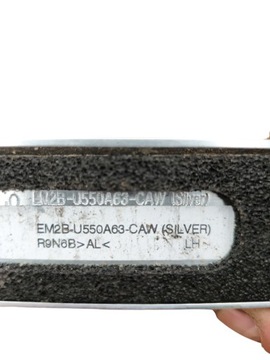 EM2B-U550A63-CAW (SILVER)
EM2B-U550A63-CAW (SILVER)
R9N6B>AL< LH